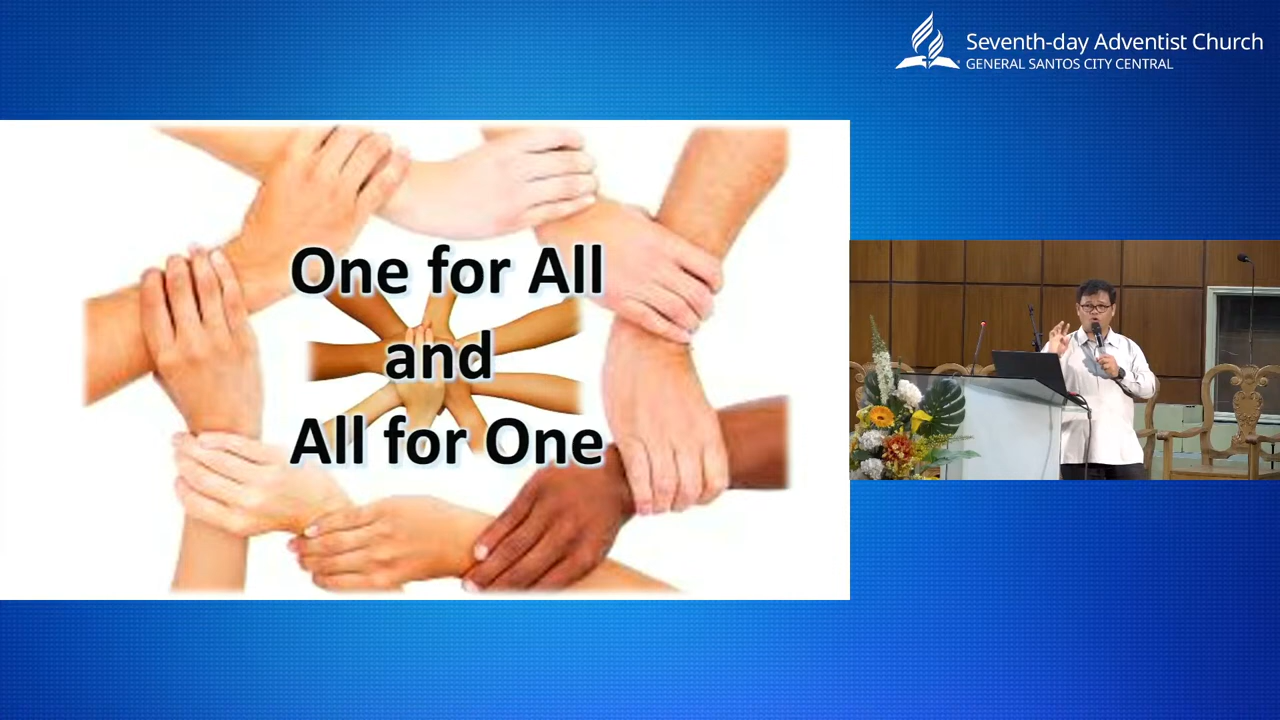 Seventh-day Adventist Church
GENERAL SANTOS CITY CENTRAL
One for All
and
All for One